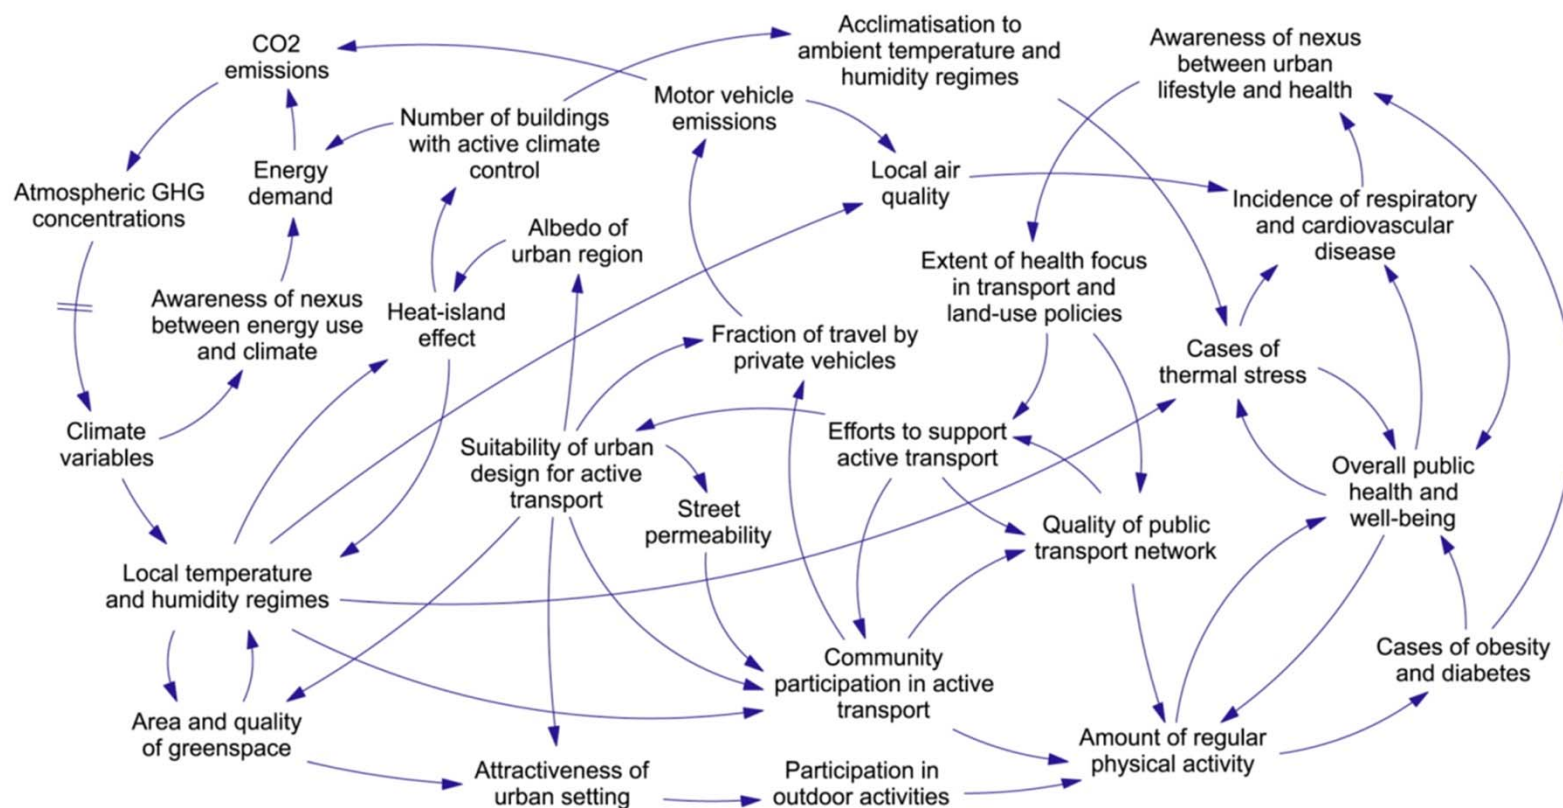 CO2
emissions
Acclimatisation to
ambient temperature and
humidity regimes
Awareness of nexus
between urban
lifestyle and health
Motor vehicle
emissions
Number of buildings
with active climate
control
Energy
demand
Local air
quality
Atmospheric GHG
concentrations
Incidence of respiratory
and cardiovascular
disease
Albedo of
urban region
Extent of health focus
in transport and
land-use policies
Awareness of nexus
between energy use
and climate
Heat-island
effect
Fraction of travel by
private vehicles
Cases of
thermal stress
Climate
variables
Suitability of urban
design for active
transport
Efforts to support
active transport
Overall public
health and
well-being
Street
permeability
Quality of public
transport network
Local temperature
and humidity regimes
Community
participation in active
transport
Cases of obesity
and diabetes
Area and quality
of greenspace
Amount of regular
physical activity
Attractiveness of
urban setting
Participation in
outdoor activities